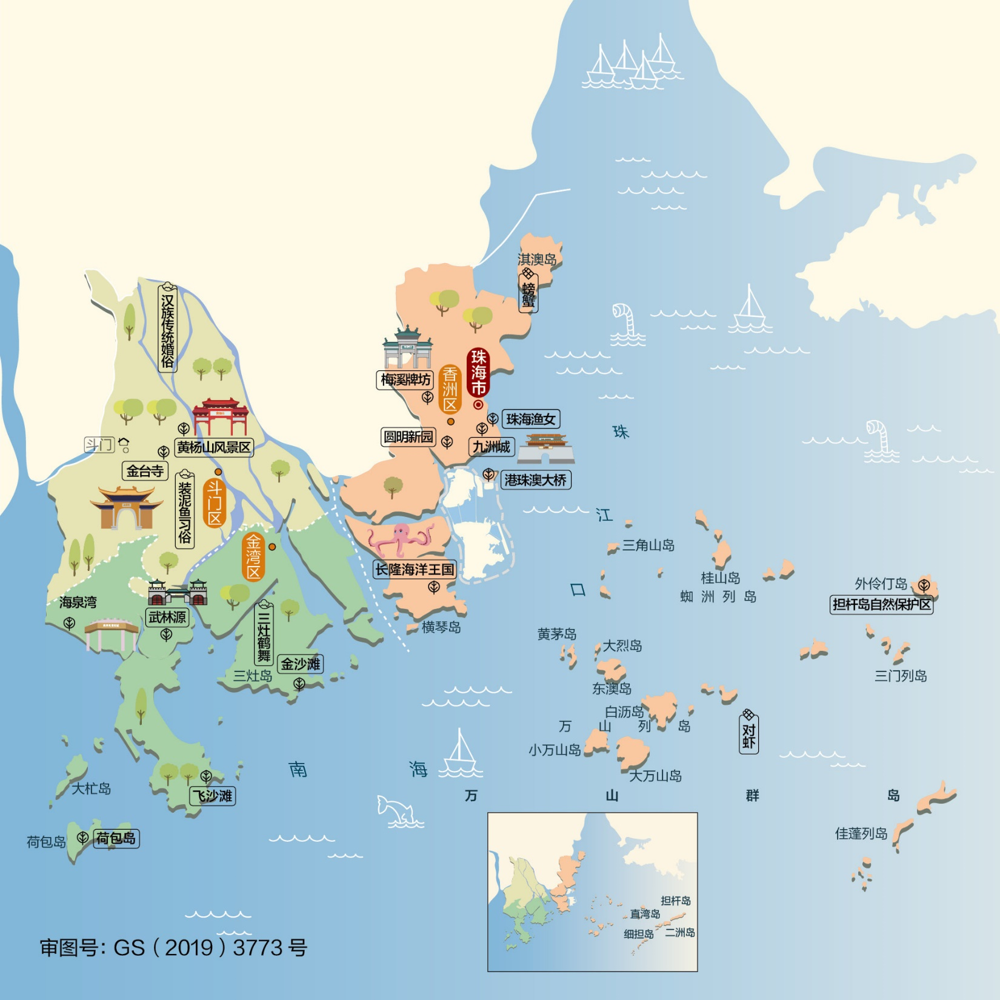 淇澳岛
螃蟹
汉族传统婚俗
梅溪牌坊
香洲区
珠海市
珠海渔女
圆明新园
九洲城
港珠澳大桥
斗门
黄杨山风景区
金台寺
装泥鱼习俗
斗门区
金湾区
长隆海洋王国
海泉湾
武林源
三灶鹤舞
金沙滩
三灶岛
横琴岛
珠江口
三角山岛
桂山岛
蜘洲列岛
外伶仃岛
担杆岛自然保护区
黄茅岛
大烈岛
东澳岛
三门列岛
白沥岛
万山列岛
对虾
小万山岛
大万山岛
南海
万山群岛
大杧岛
飞沙滩
荷包岛
荷包岛
佳蓬列岛
担杆岛
直湾岛
细担岛
二洲岛
审图号：GS（2019）3773号